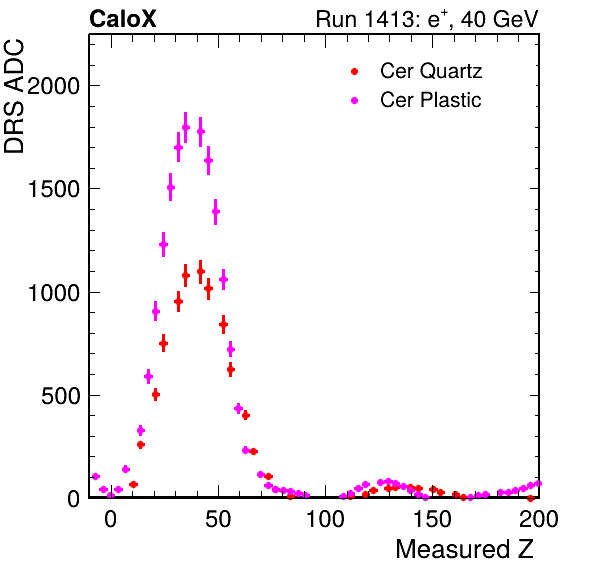 CaloX Run 1413: e⁺, 40 GeV
DRS ADC
Cer Quartz
Cer Plastic
2000
1500
1000
500
0
0 50 100 150 200
Measured Z